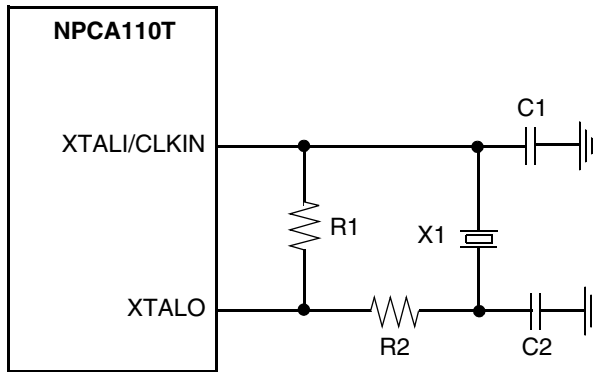 NPCA110T
C1
XTALI/CLKIN
R1
X1
XTALO
R2
C2